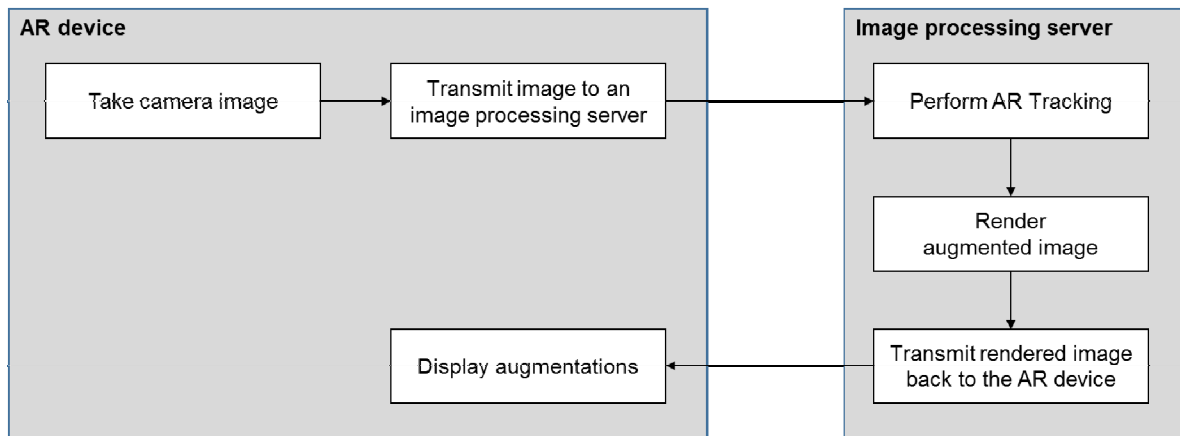 AR device
Take camera image
Transmit image to an
image processing server
Display augmentations
Image processing server
Perform AR Tracking
Render
augmented image
Transmit rendered image
back to the AR device